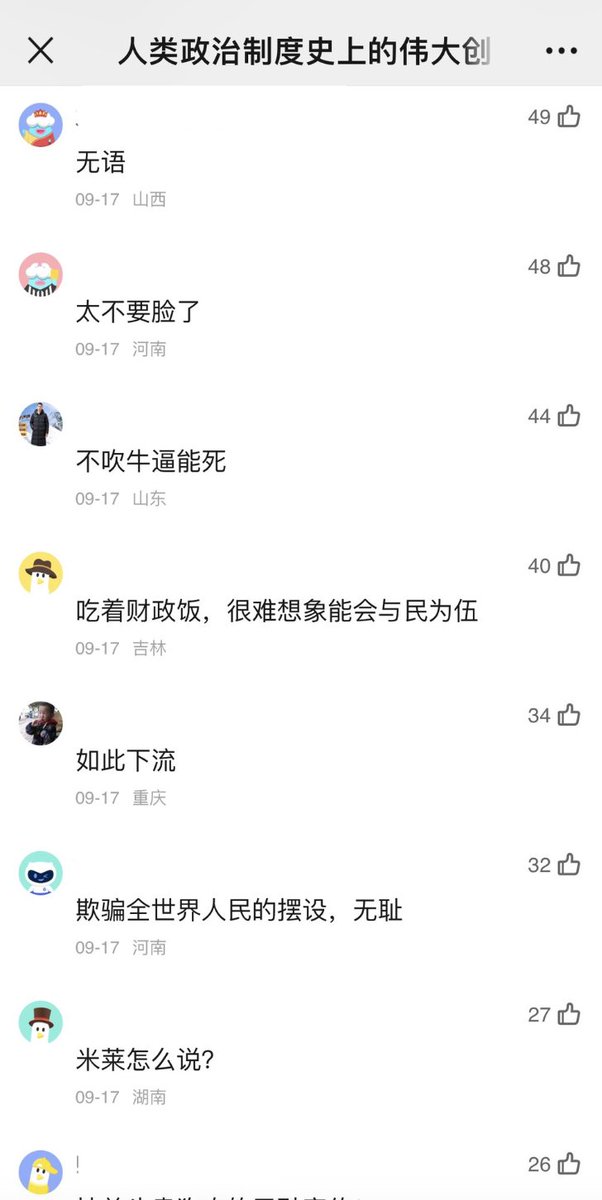 人类政治制度史上的伟大创
49
无语
09-17 山西
48
太不要脸了
09-17 河南
44
不吹牛逼能死
09-17 山东
40
吃着财政饭，很难想象能会与民为伍
09-17 吉林
34
如此下流
09-17 重庆
32
欺骗全世界人民的摆设，无耻
09-17 河南
27
米莱怎么说？
09-17 湖南
!
26